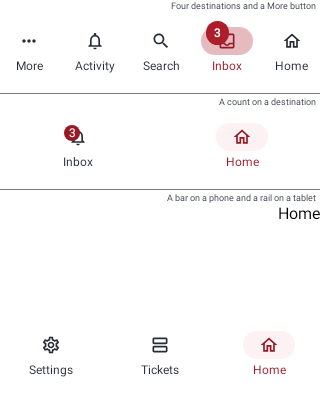 Four destinations and a More button
3
More Activity Search Inbox Home
A count on a destination
3
Inbox Home
A bar on a phone and a rail on a tablet
Home
Settings Tickets Home